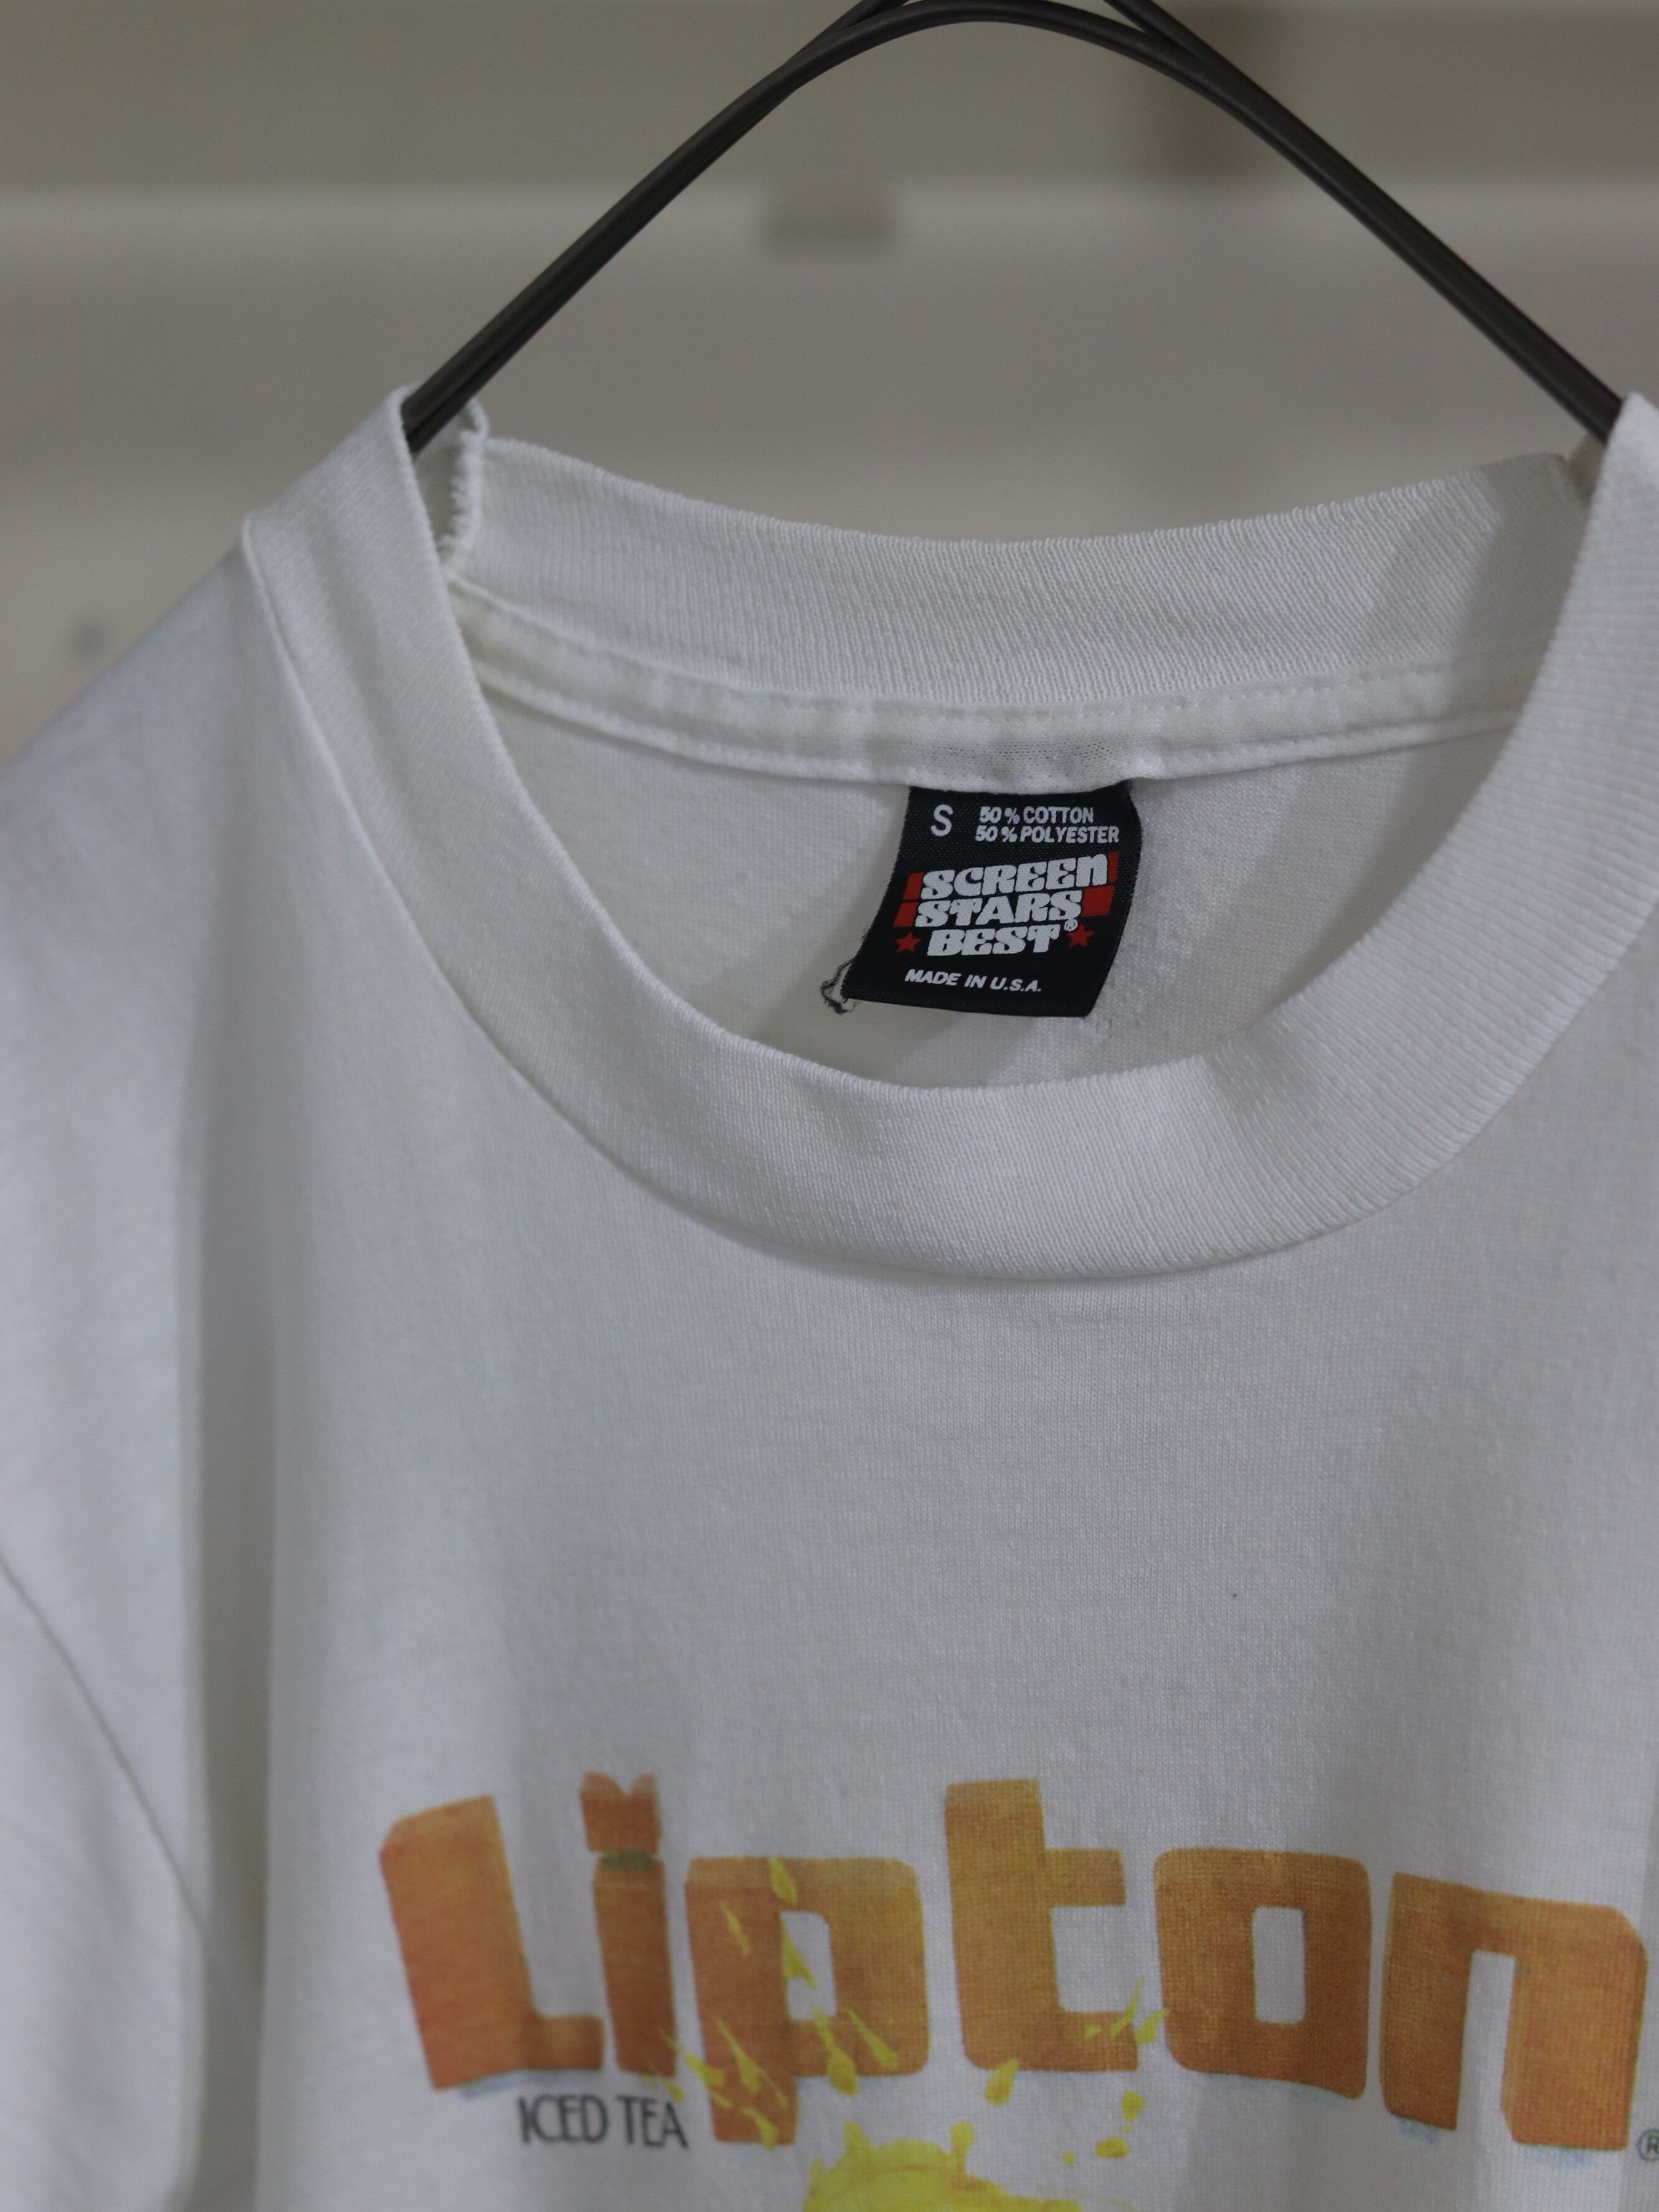 S 50% COTTON
50% POLYESTER
SCREEN
STARS
BEST®
MADE IN U.S.A.
Lipton®
ICED TEA